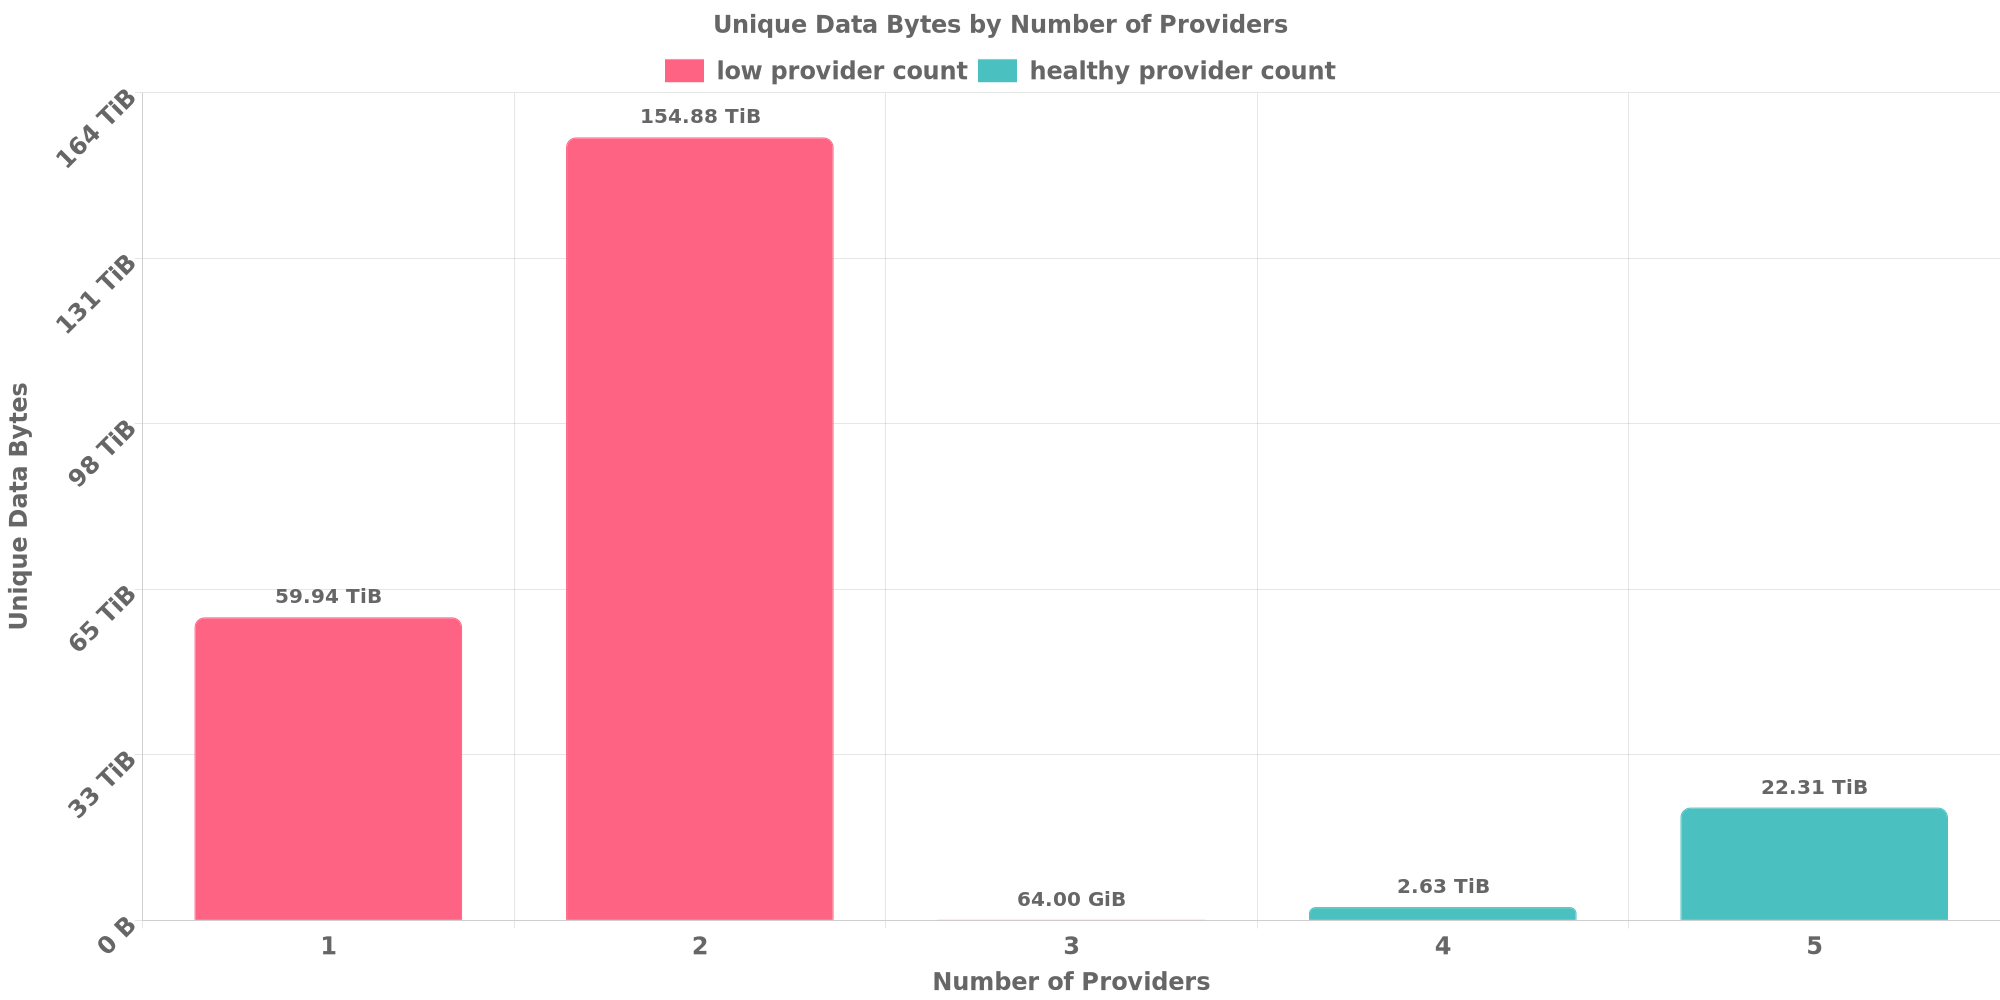 Unique Data Bytes by Number of Providers
low provider count healthy provider count
164 TiB
131 TiB
98 TiB
65 TiB
33 TiB
0 B
Unique Data Bytes
59.94 TiB
154.88 TiB
64.00 GiB
2.63 TiB
22.31 TiB
1 2 3 4 5
Number of Providers